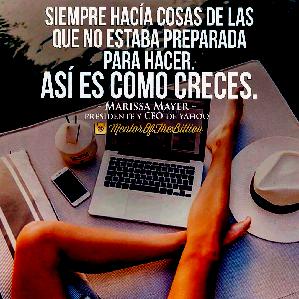 SIEMPRE HACÍA COSAS DE LAS
QUE NO ESTABA PREPARADA
PARA HACER.
ASÍ ES COMO CRECES.
- MARISSA MAYER -
PRESIDENTE Y CEO DE YAHOO
MentorOfTheBillion